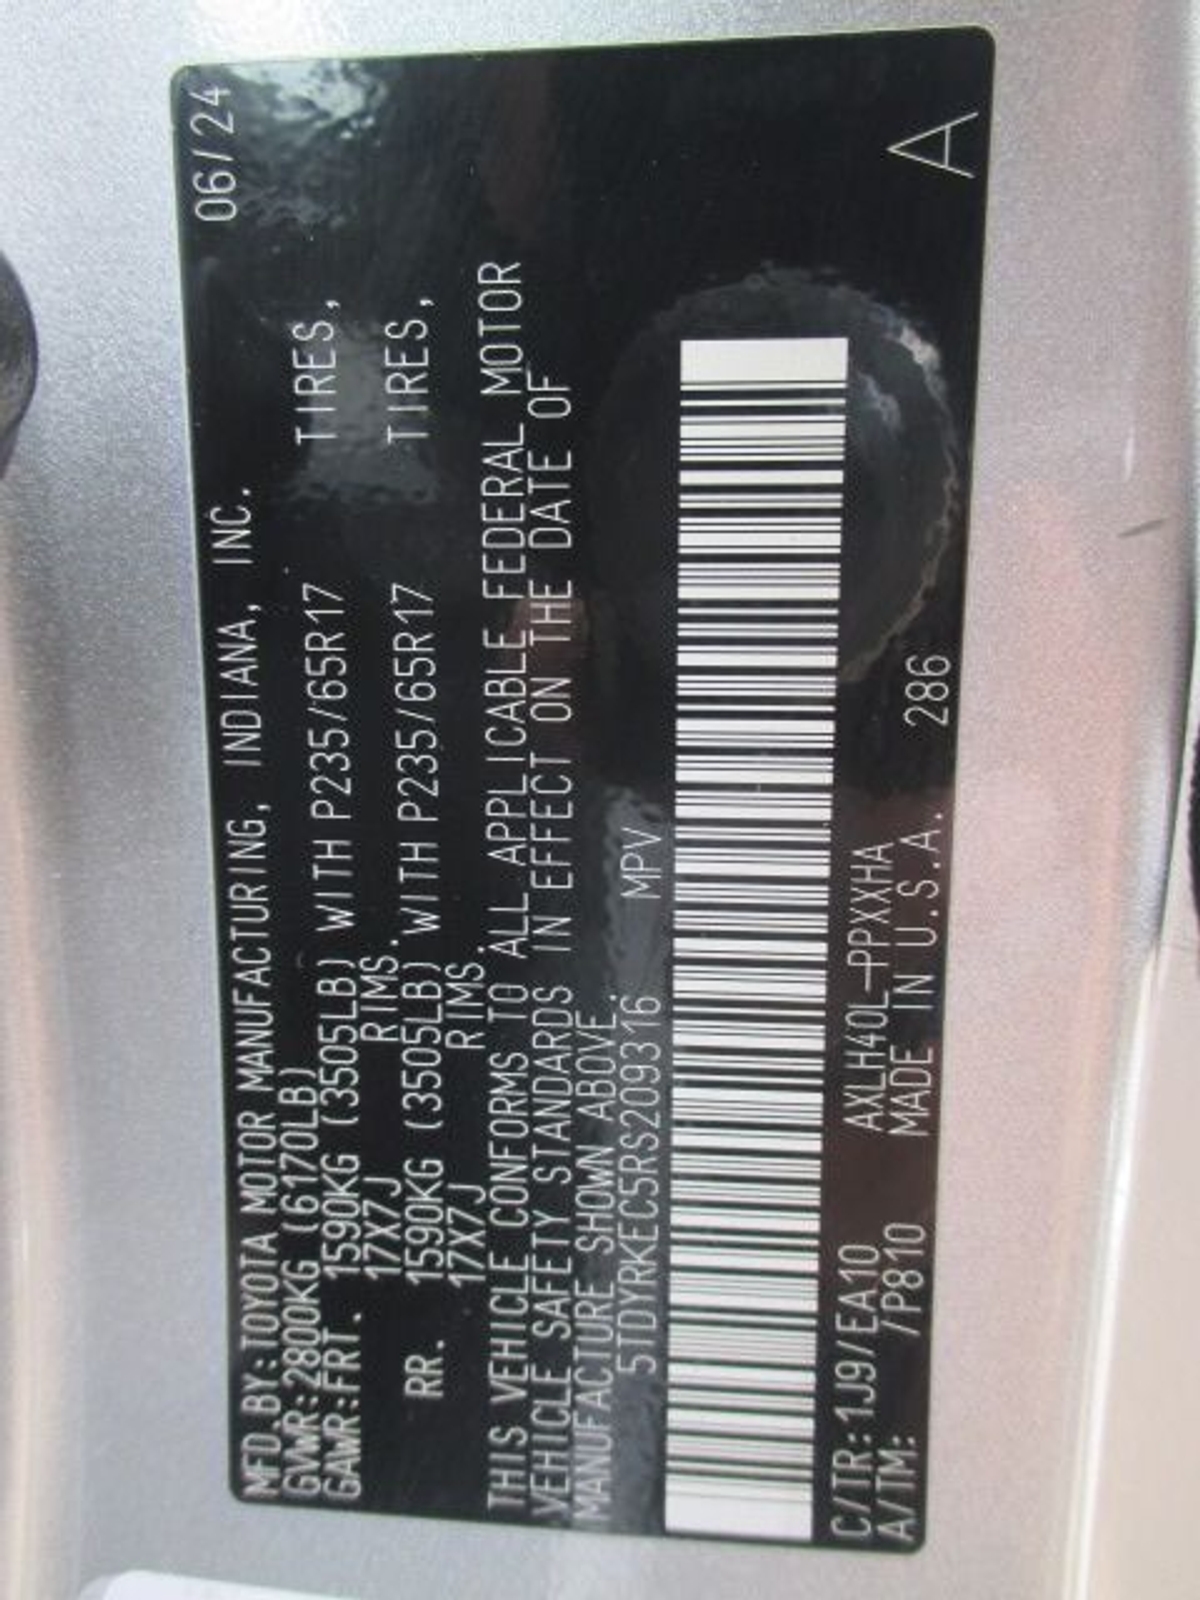 MFD.BY:TOYOTA MOTOR MANUFACTURING, INDIANA, INC. 06/24
GVWR:2800KG (6170LB)
GAWR:FRT. 1590KG (3505LB) WITH P235/65R17 TIRES,
17X7J RIMS.
RR. 1590KG (3505LB) WITH P235/65R17 TIRES,
17X7J RIMS.
THIS VEHICLE CONFORMS TO ALL APPLICABLE FEDERAL MOTOR
VEHICLE SAFETY STANDARDS IN EFFECT ON THE DATE OF
MANUFACTURE SHOWN ABOVE.
5TDYRKEC5RS209316 MPV
C/TR:1J9/EA10 AXLH40L-PPXXHA
A/TM: /P810 MADE IN U.S.A. 286 A